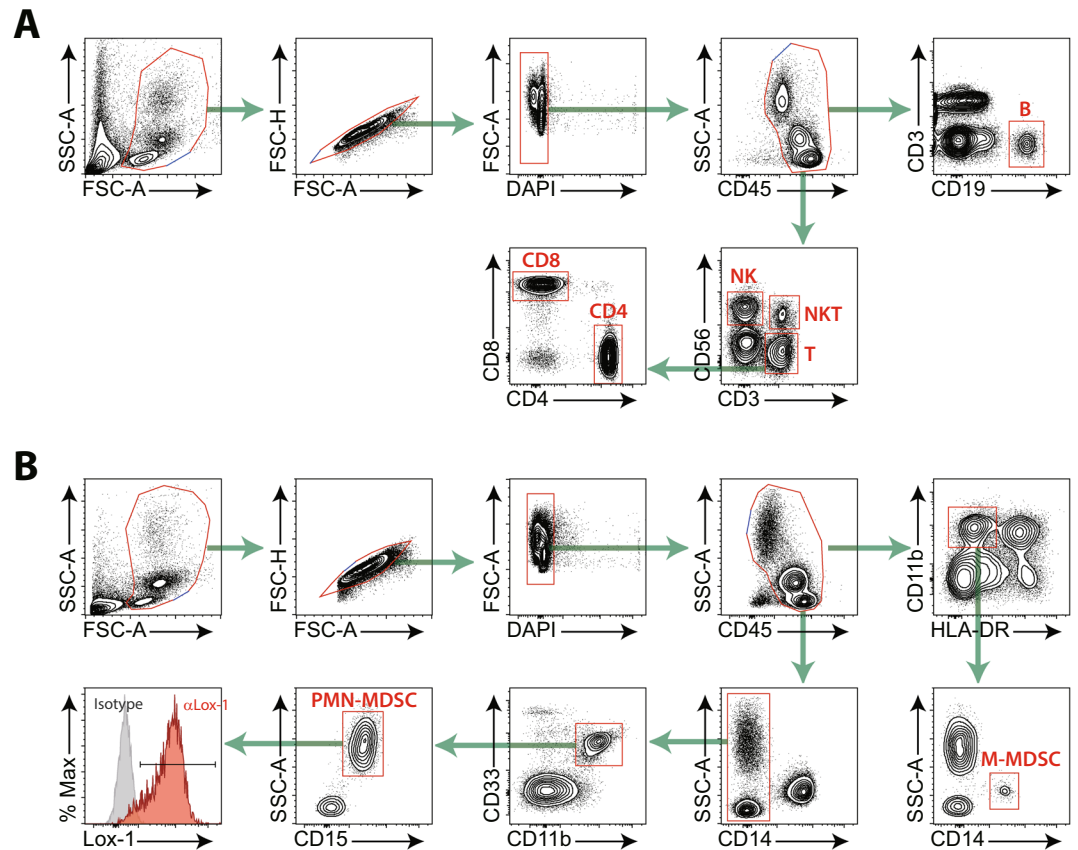 A
SSC-A
FSC-A
FSC-H
FSC-A
FSC-A
DAPI
SSC-A
CD45
CD3
B
CD19
CD8
CD8
CD4
CD4
CD56
NK
NKT
T
CD3
B
SSC-A
FSC-A
FSC-H
FSC-A
FSC-A
DAPI
SSC-A
CD45
CD11b
HLA-DR
% Max
Isotype
αLox-1
Lox-1
SSC-A
PMN-MDSC
CD15
CD33
CD11b
SSC-A
CD14
SSC-A
M-MDSC
CD14